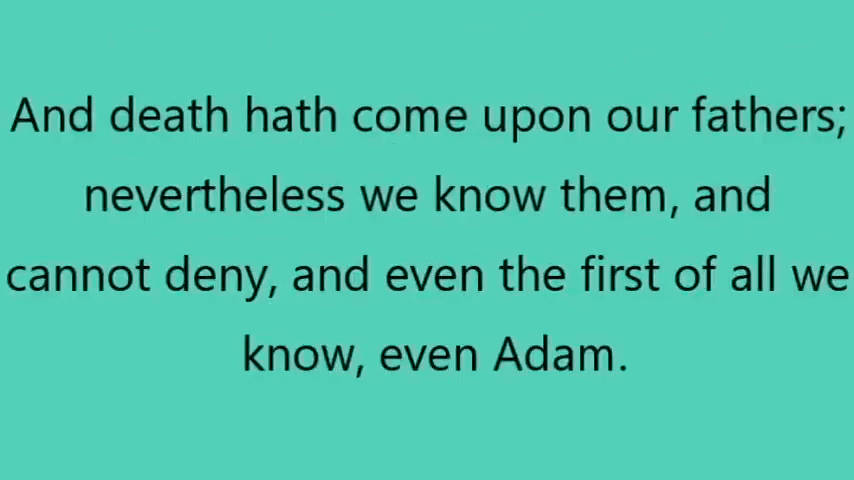 And death hath come upon our fathers;
nevertheless we know them, and
cannot deny, and even the first of all we
know, even Adam.